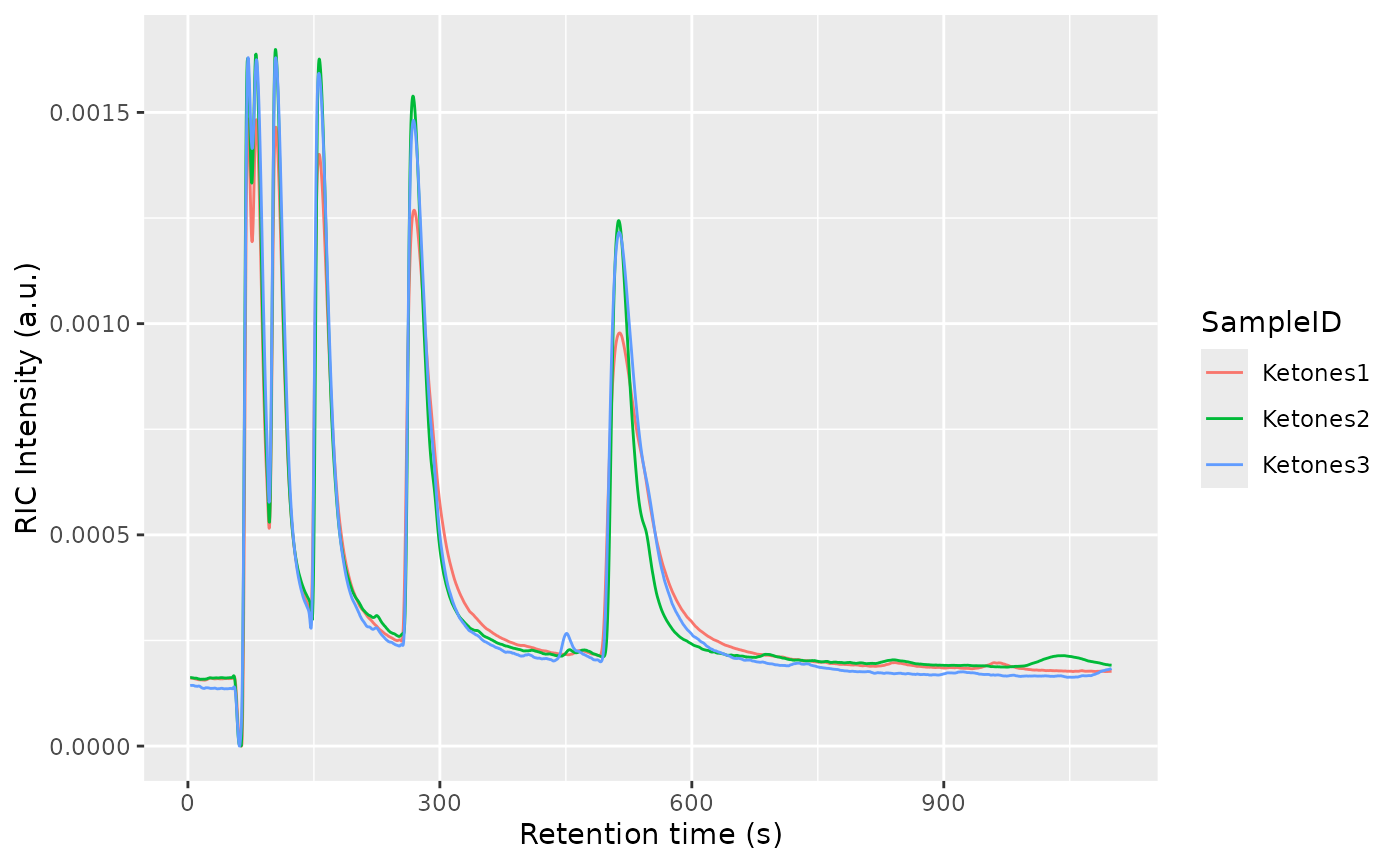 RIC Intensity (a.u.)
0.0015
0.0010
0.0005
0.0000
0 300 600 900
Retention time (s)
SampleID
Ketones1
Ketones2
Ketones3